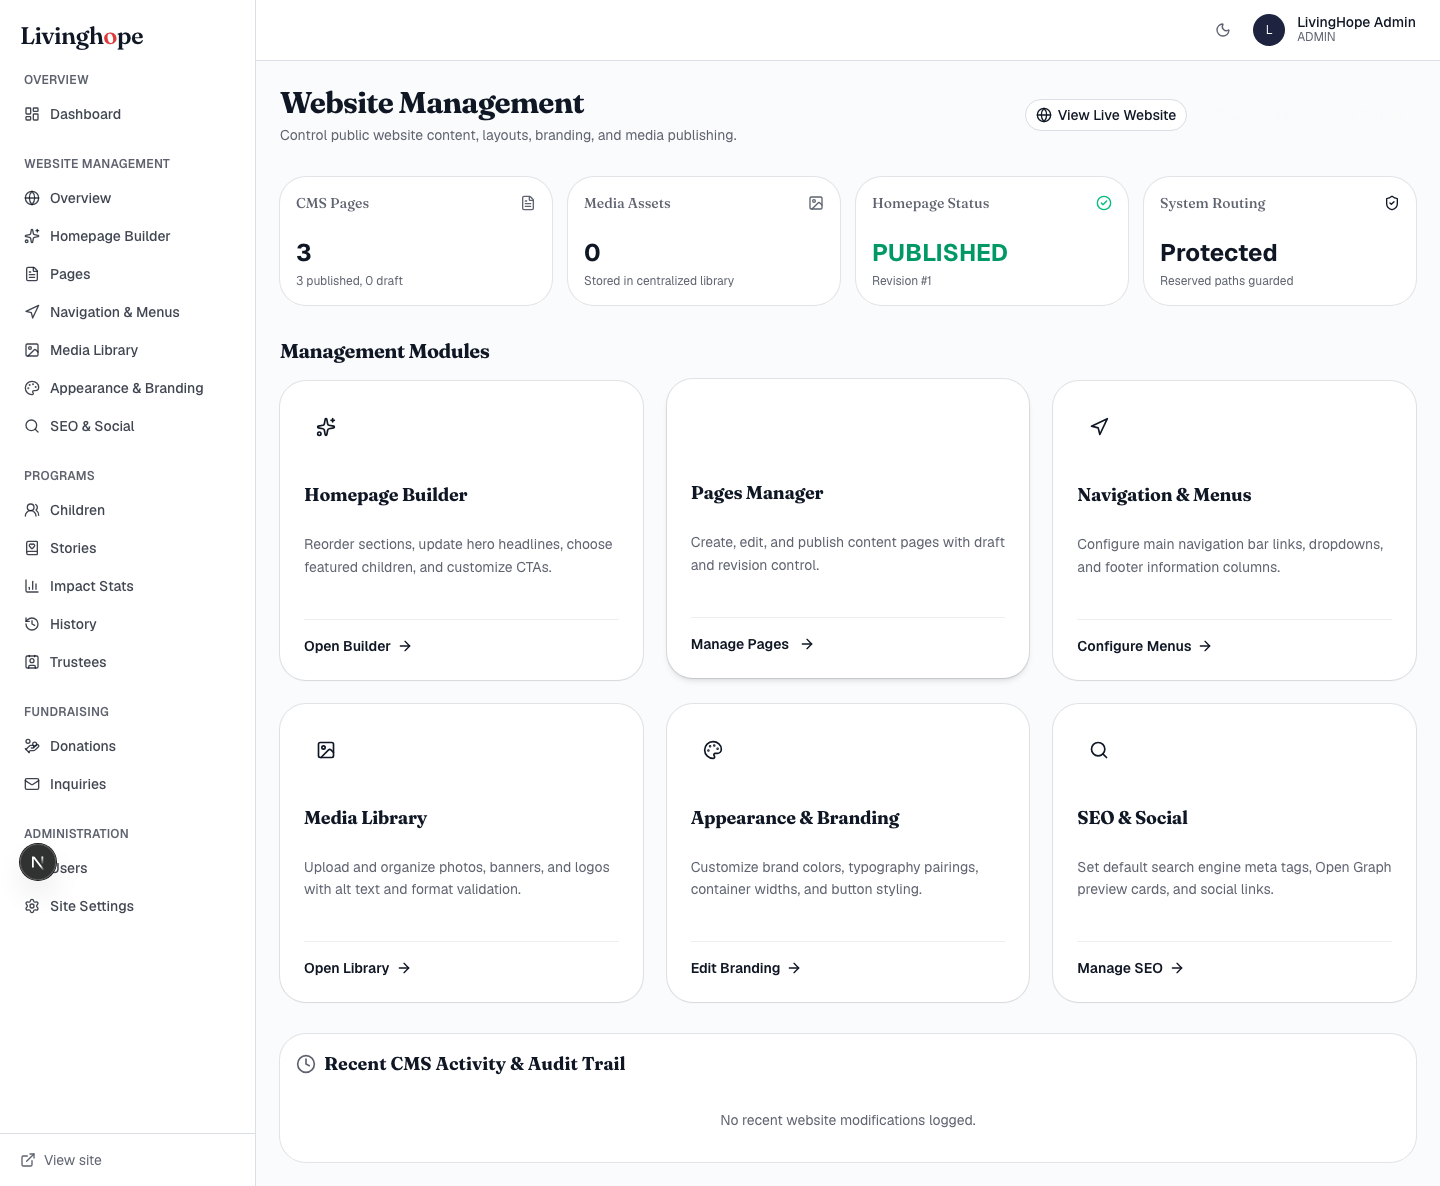 Livinghope
OVERVIEW
Dashboard
WEBSITE MANAGEMENT
Overview
Homepage Builder
Pages
Navigation & Menus
Media Library
Appearance & Branding
SEO & Social
PROGRAMS
Children
Stories
Impact Stats
History
Trustees
FUNDRAISING
Donations
Inquiries
ADMINISTRATION
N
Users
Site Settings
View site
L
LivingHope Admin
ADMIN
Website Management
Control public website content, layouts, branding, and media publishing.
View Live Website
CMS Pages
3
3 published, 0 draft
Media Assets
0
Stored in centralized library
Homepage Status
PUBLISHED
Revision #1
System Routing
Protected
Reserved paths guarded
Management Modules
Homepage Builder
Reorder sections, update hero headlines, choose
featured children, and customize CTAs.
Open Builder
Pages Manager
Create, edit, and publish content pages with draft
and revision control.
Manage Pages
Navigation & Menus
Configure main navigation bar links, dropdowns,
and footer information columns.
Configure Menus
Media Library
Upload and organize photos, banners, and logos
with alt text and format validation.
Open Library
Appearance & Branding
Customize brand colors, typography pairings,
container widths, and button styling.
Edit Branding
SEO & Social
Set default search engine meta tags, Open Graph
preview cards, and social links.
Manage SEO
Recent CMS Activity & Audit Trail
No recent website modifications logged.